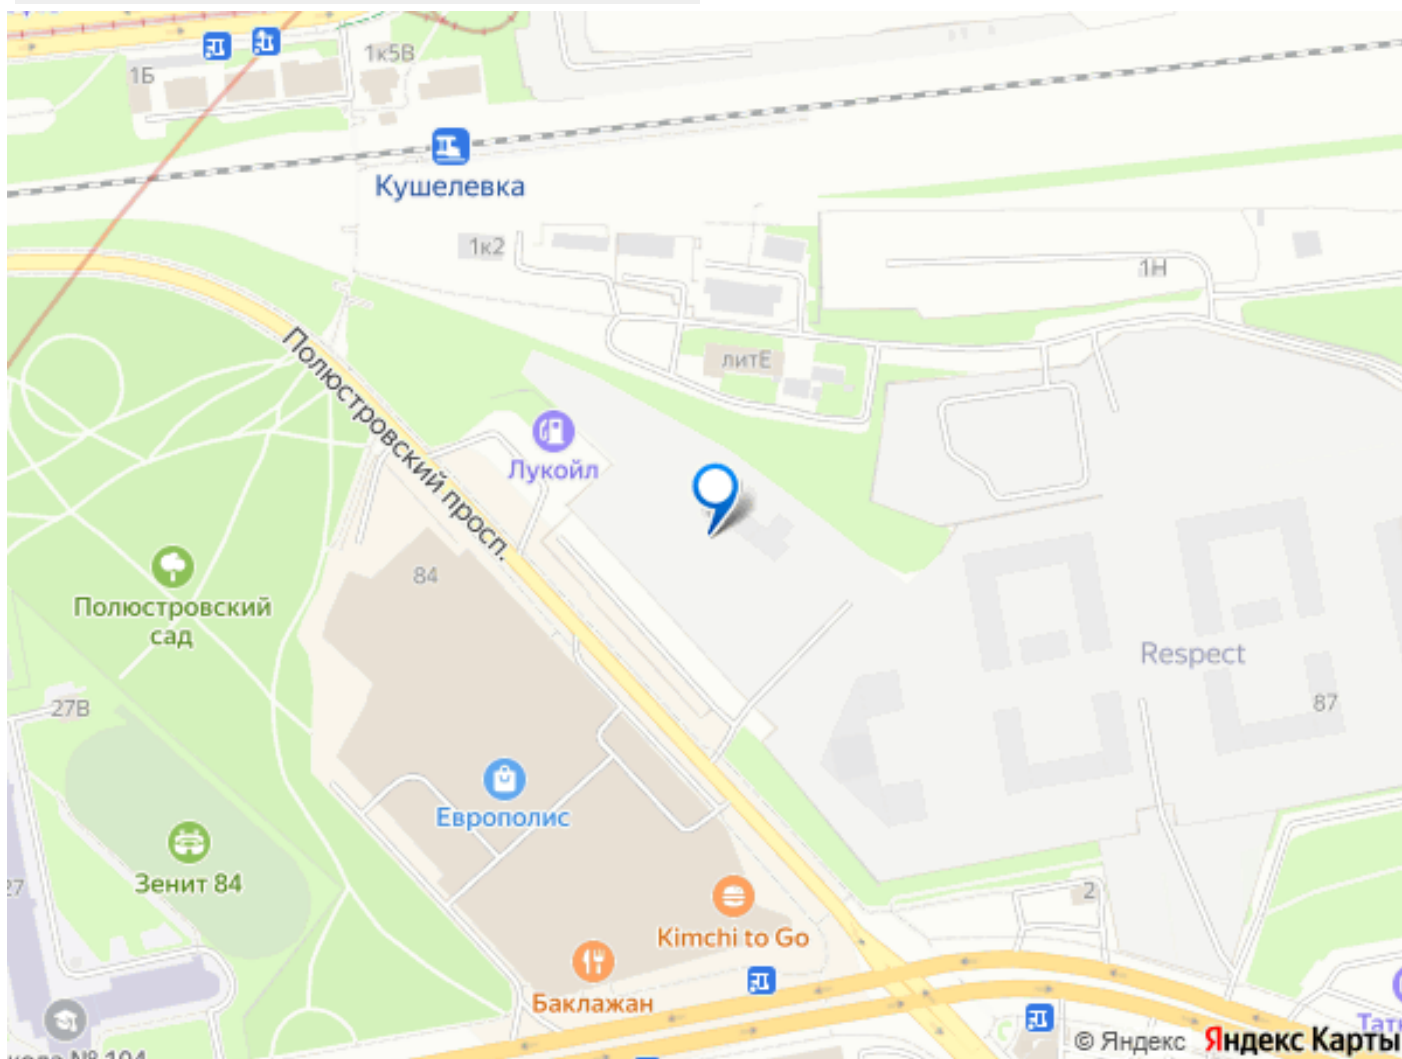 1Б
1к5В
Кушелевка
1к2
1Н
литЕ
Полюстровский просп.
Лукойл
84
Полюстровский
сад
Respect
87
27В
Европолис
Зенит 84
27
2
Kimchi to Go
Баклажан
© Яндекс Яндекс Карты